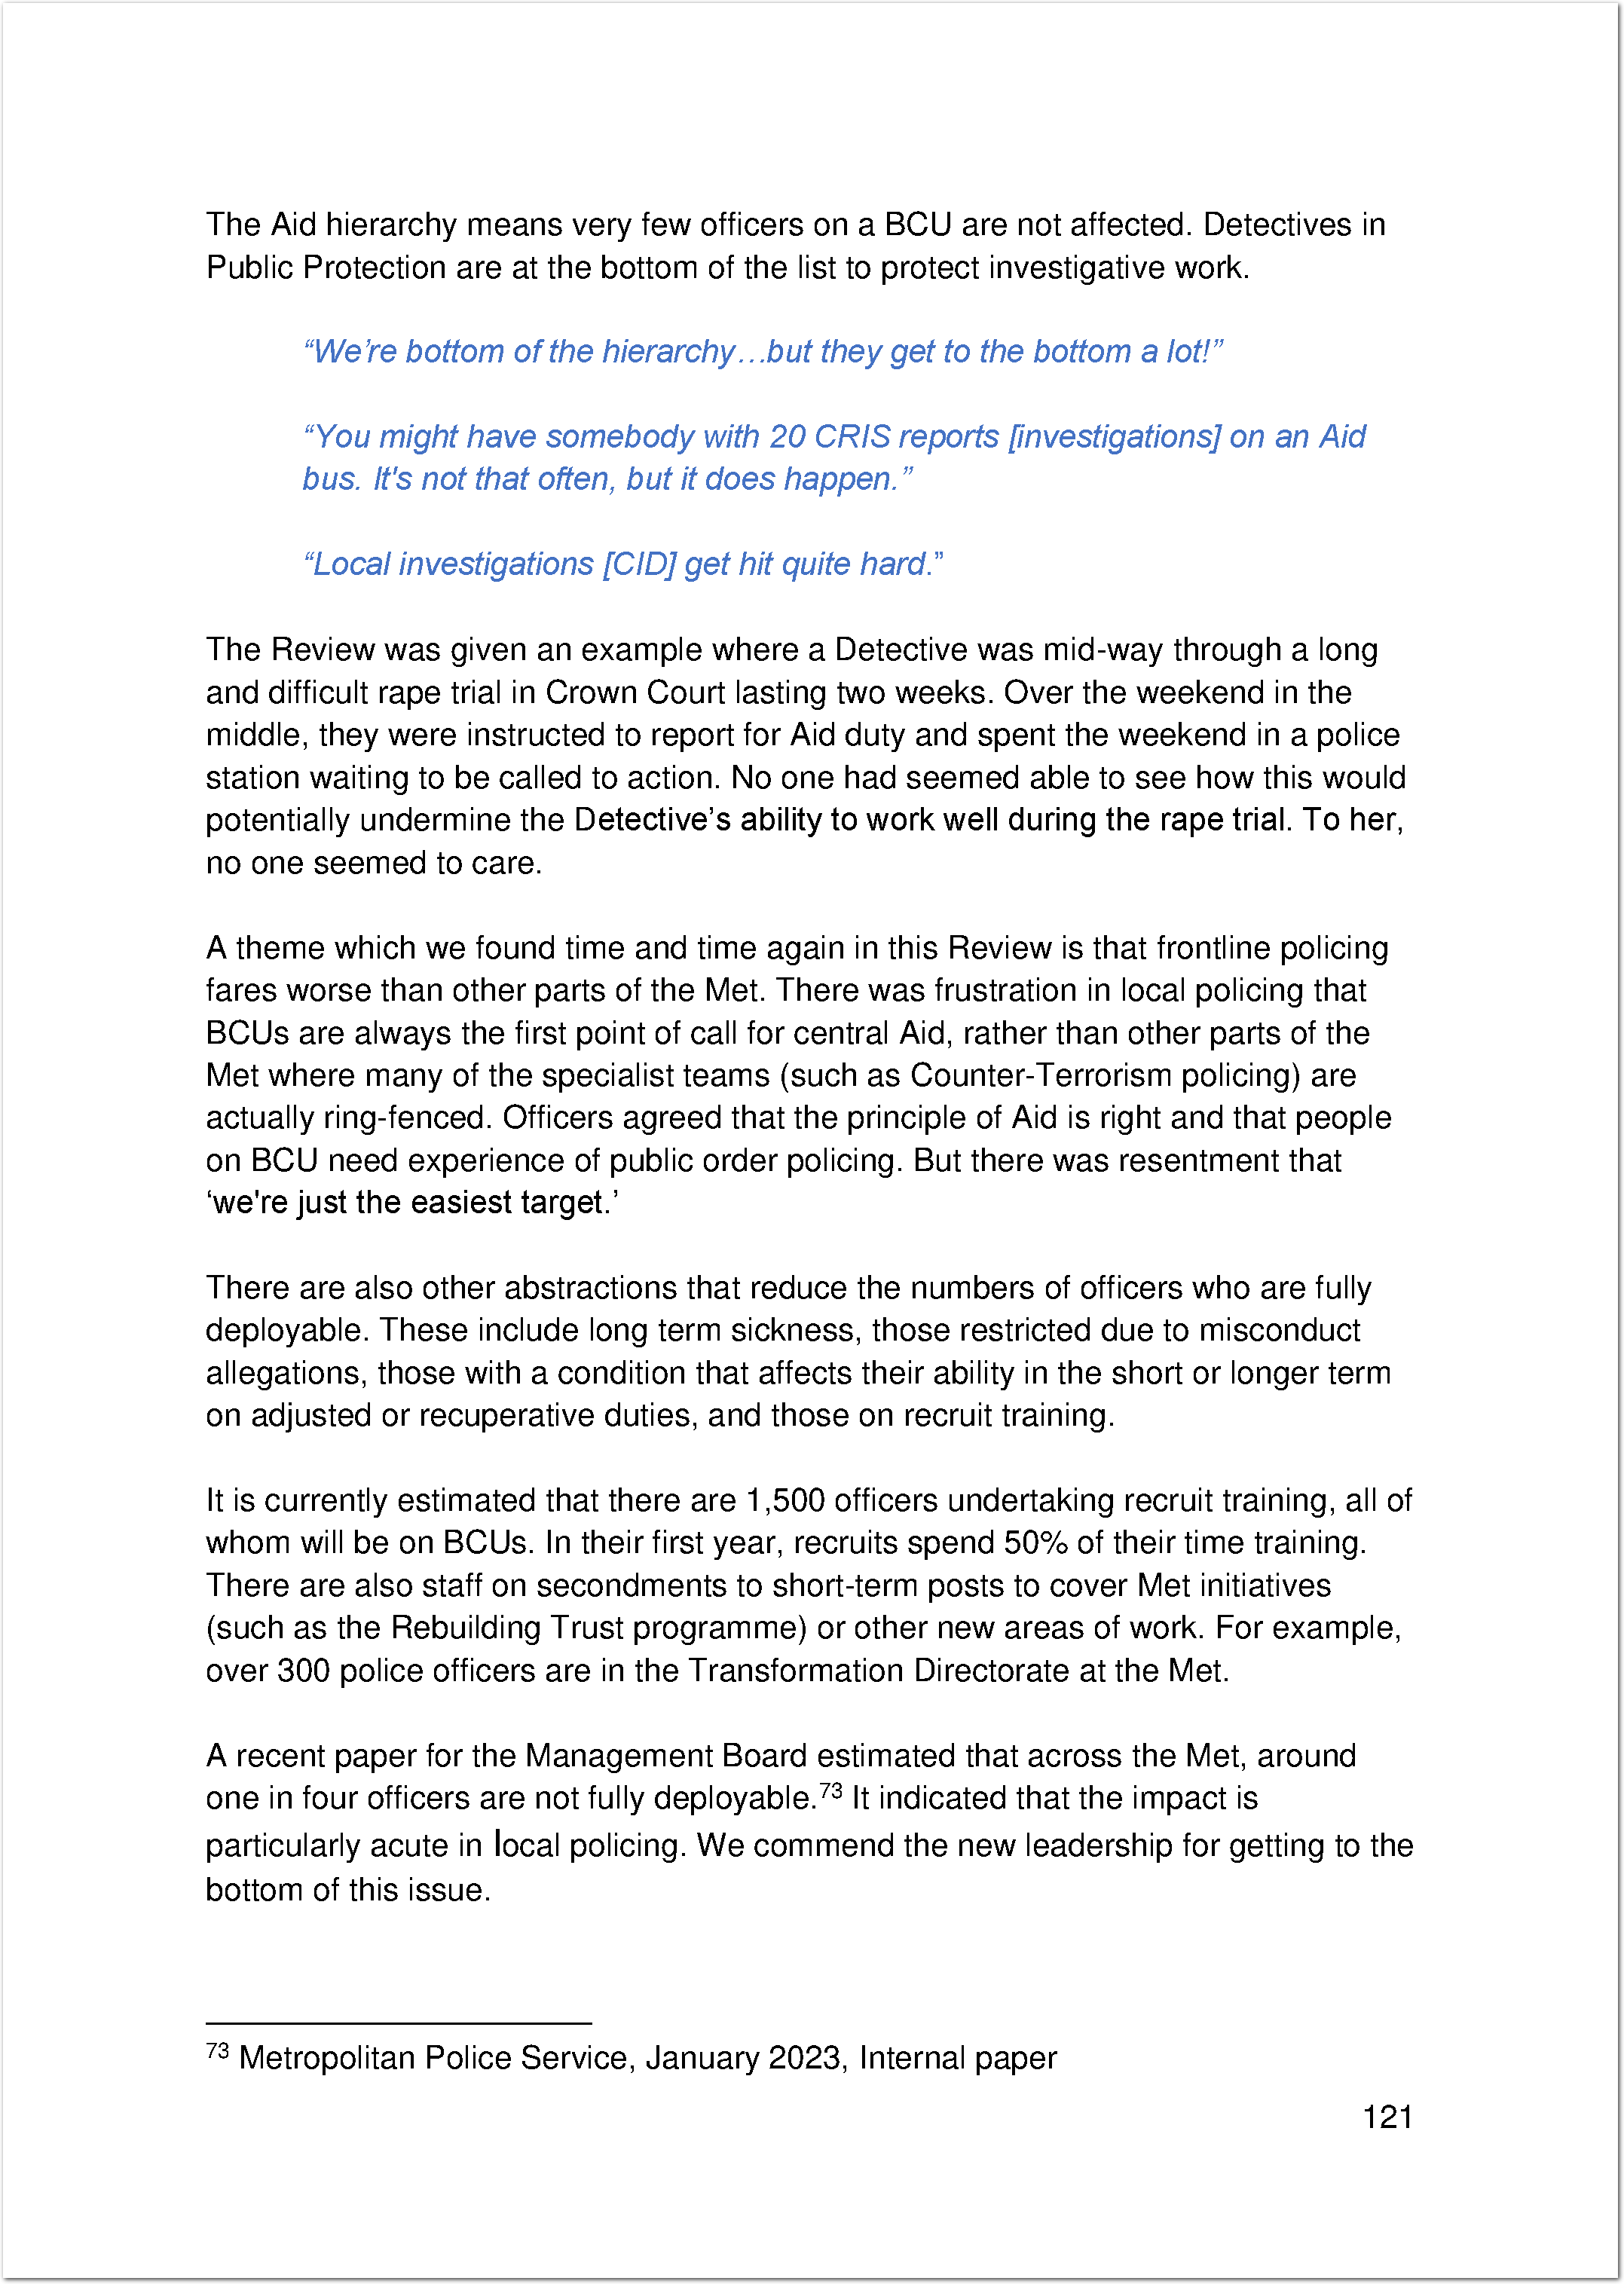 The Aid hierarchy means very few officers on a BCU are not affected. Detectives in
Public Protection are at the bottom of the list to protect investigative work.
“We’re bottom of the hierarchy…but they get to the bottom a lot!”
“You might have somebody with 20 CRIS reports [investigations] on an Aid
bus. It's not that often, but it does happen.”
“Local investigations [CID] get hit quite hard.”
The Review was given an example where a Detective was mid-way through a long
and difficult rape trial in Crown Court lasting two weeks. Over the weekend in the
middle, they were instructed to report for Aid duty and spent the weekend in a police
station waiting to be called to action. No one had seemed able to see how this would
potentially undermine the Detective’s ability to work well during the rape trial. To her,
no one seemed to care.
A theme which we found time and time again in this Review is that frontline policing
fares worse than other parts of the Met. There was frustration in local policing that
BCUs are always the first point of call for central Aid, rather than other parts of the
Met where many of the specialist teams (such as Counter-Terrorism policing) are
actually ring-fenced. Officers agreed that the principle of Aid is right and that people
on BCU need experience of public order policing. But there was resentment that
‘we're just the easiest target.’
There are also other abstractions that reduce the numbers of officers who are fully
deployable. These include long term sickness, those restricted due to misconduct
allegations, those with a condition that affects their ability in the short or longer term
on adjusted or recuperative duties, and those on recruit training.
It is currently estimated that there are 1,500 officers undertaking recruit training, all of
whom will be on BCUs. In their first year, recruits spend 50% of their time training.
There are also staff on secondments to short-term posts to cover Met initiatives
(such as the Rebuilding Trust programme) or other new areas of work. For example,
over 300 police officers are in the Transformation Directorate at the Met.
A recent paper for the Management Board estimated that across the Met, around
one in four officers are not fully deployable.73 It indicated that the impact is
particularly acute in local policing. We commend the new leadership for getting to the
bottom of this issue.
73 Metropolitan Police Service, January 2023, Internal paper
121